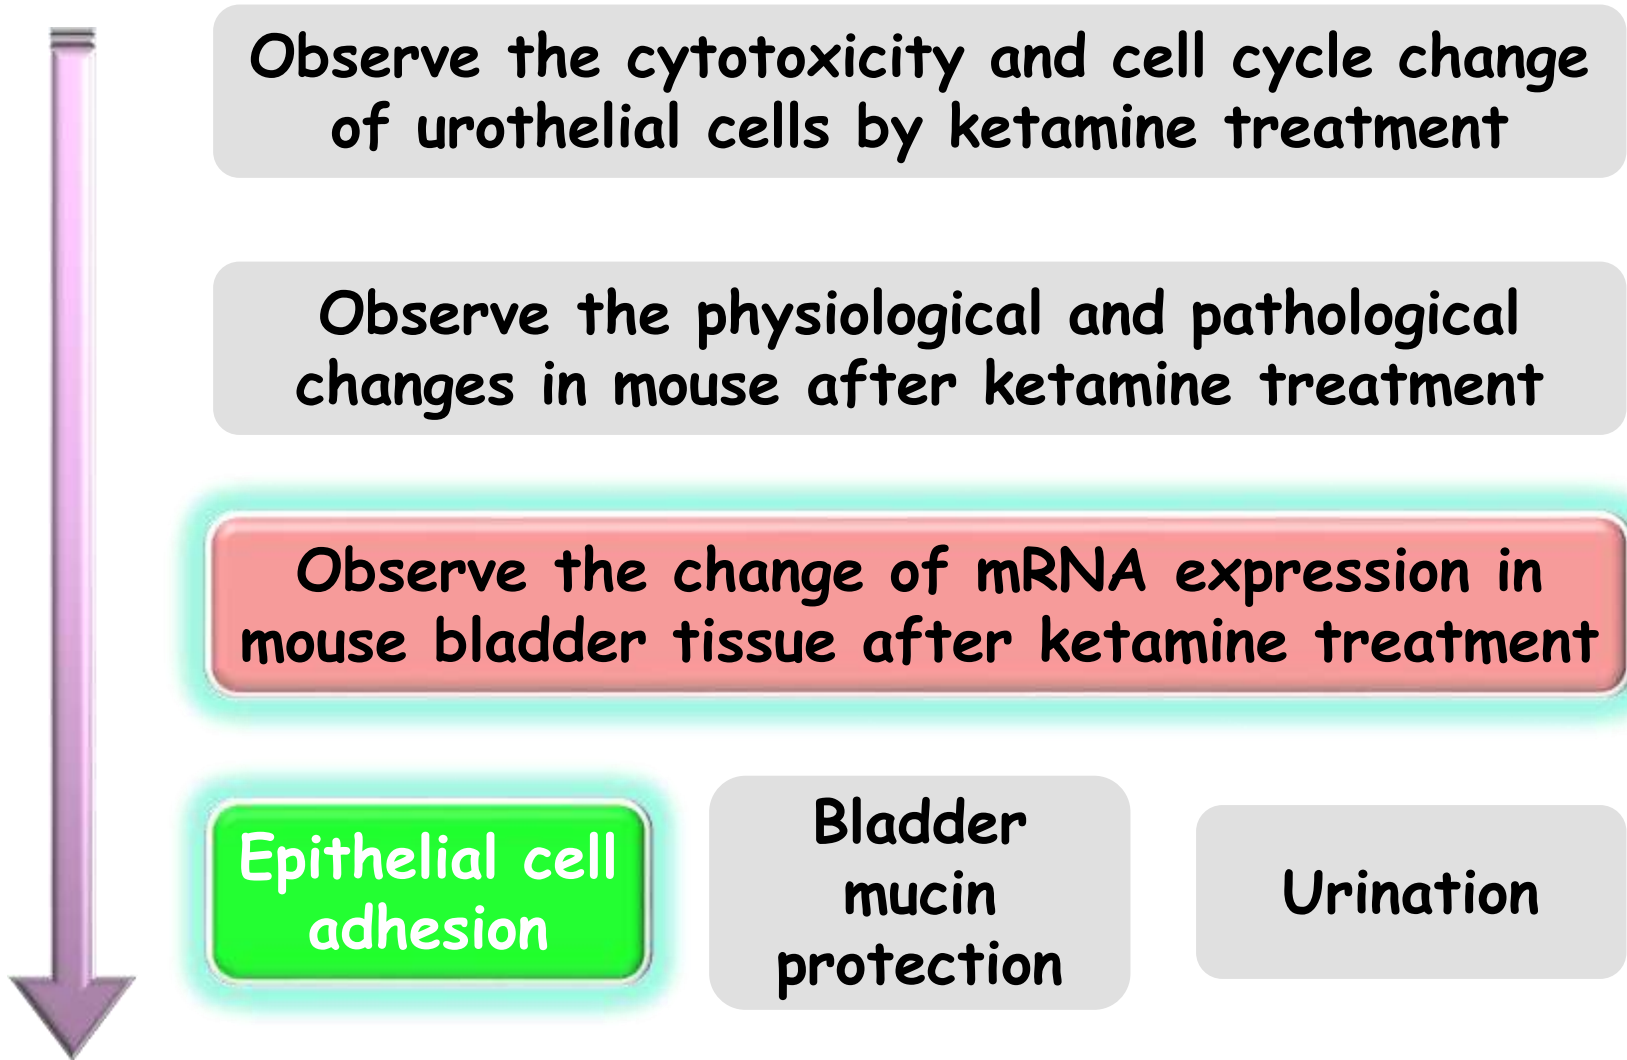 Observe the cytotoxicity and cell cycle change
of urothelial cells by ketamine treatment
Observe the physiological and pathological
changes in mouse after ketamine treatment
Observe the change of mRNA expression in
mouse bladder tissue after ketamine treatment
Epithelial cell
adhesion
Bladder
mucin
protection
Urination